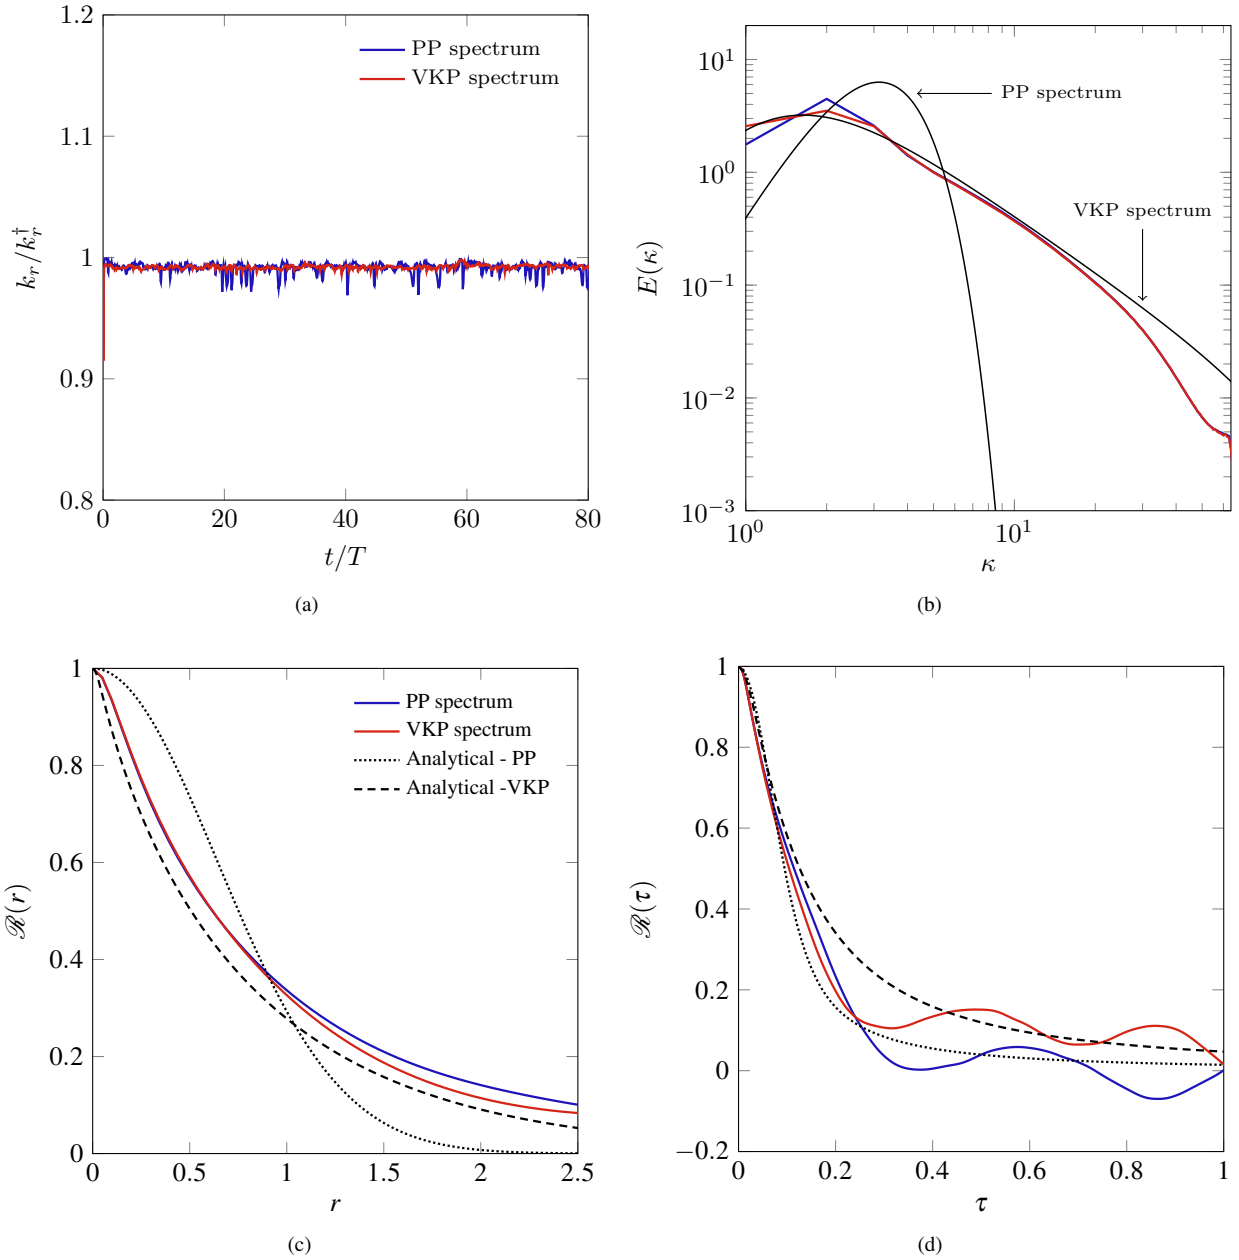 1.2
1.1
1
0.9
0.8
0
20
40
60
80
k_r/k_r^†
t/T
PP spectrum
VKP spectrum
(a)
10^1
10^0
10^−1
10^−2
10^−3
10^0
10^1
E(κ)
κ
PP spectrum
VKP spectrum
(b)
1
0.8
0.6
0.4
0.2
0
0
0.5
1
1.5
2
2.5
ℛ(r)
r
PP spectrum
VKP spectrum
Analytical - PP
Analytical -VKP
(c)
1
0.8
0.6
0.4
0.2
0
−0.2
0
0.2
0.4
0.6
0.8
1
ℛ(τ)
τ
(d)